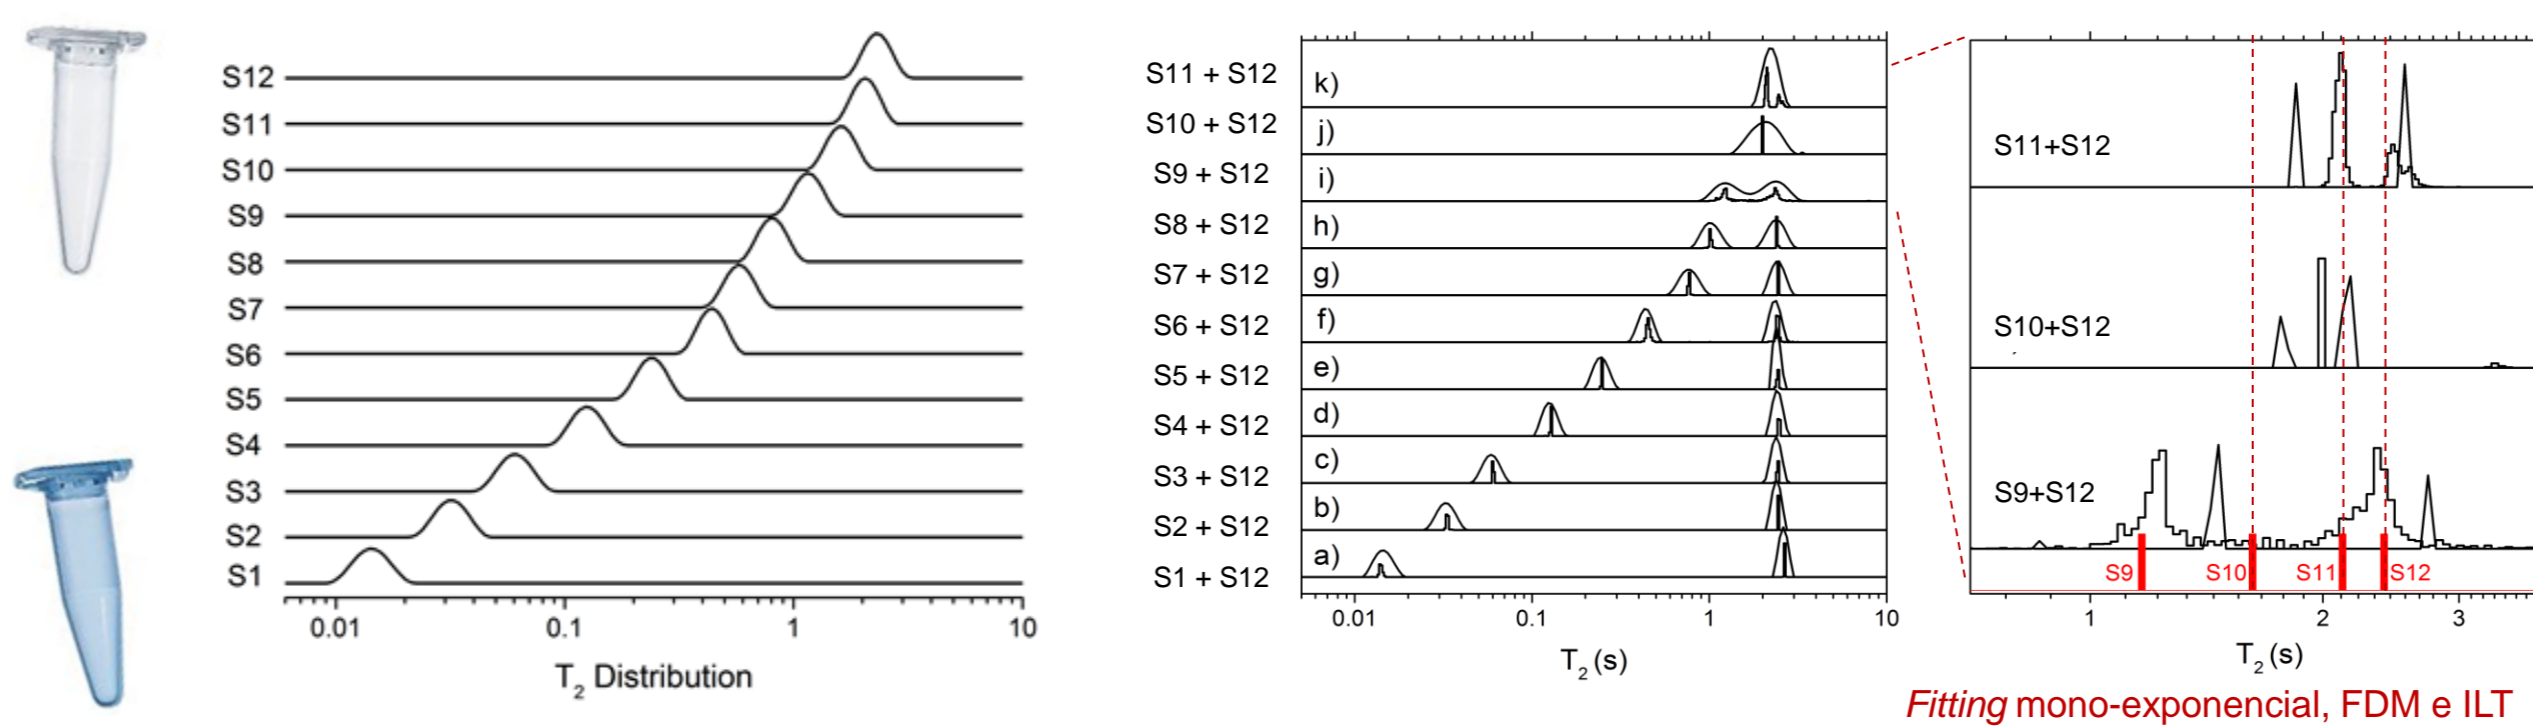 S12
S11
S10
S9
S8
S7
S6
S5
S4
S3
S2
S1
0.01 0.1 1 10
T2 Distribution
S11 + S12
S10 + S12
S9 + S12
S8 + S12
S7 + S12
S6 + S12
S5 + S12
S4 + S12
S3 + S12
S2 + S12
S1 + S12
k)
j)
i)
h)
g)
f)
e)
d)
c)
b)
a)
0.01 0.1 1 10
T2 (s)
S11+S12
S10+S12
S9+S12
S9 S10 S11 S12
1 2 3
T2 (s)
Fitting mono-exponencial, FDM e ILT